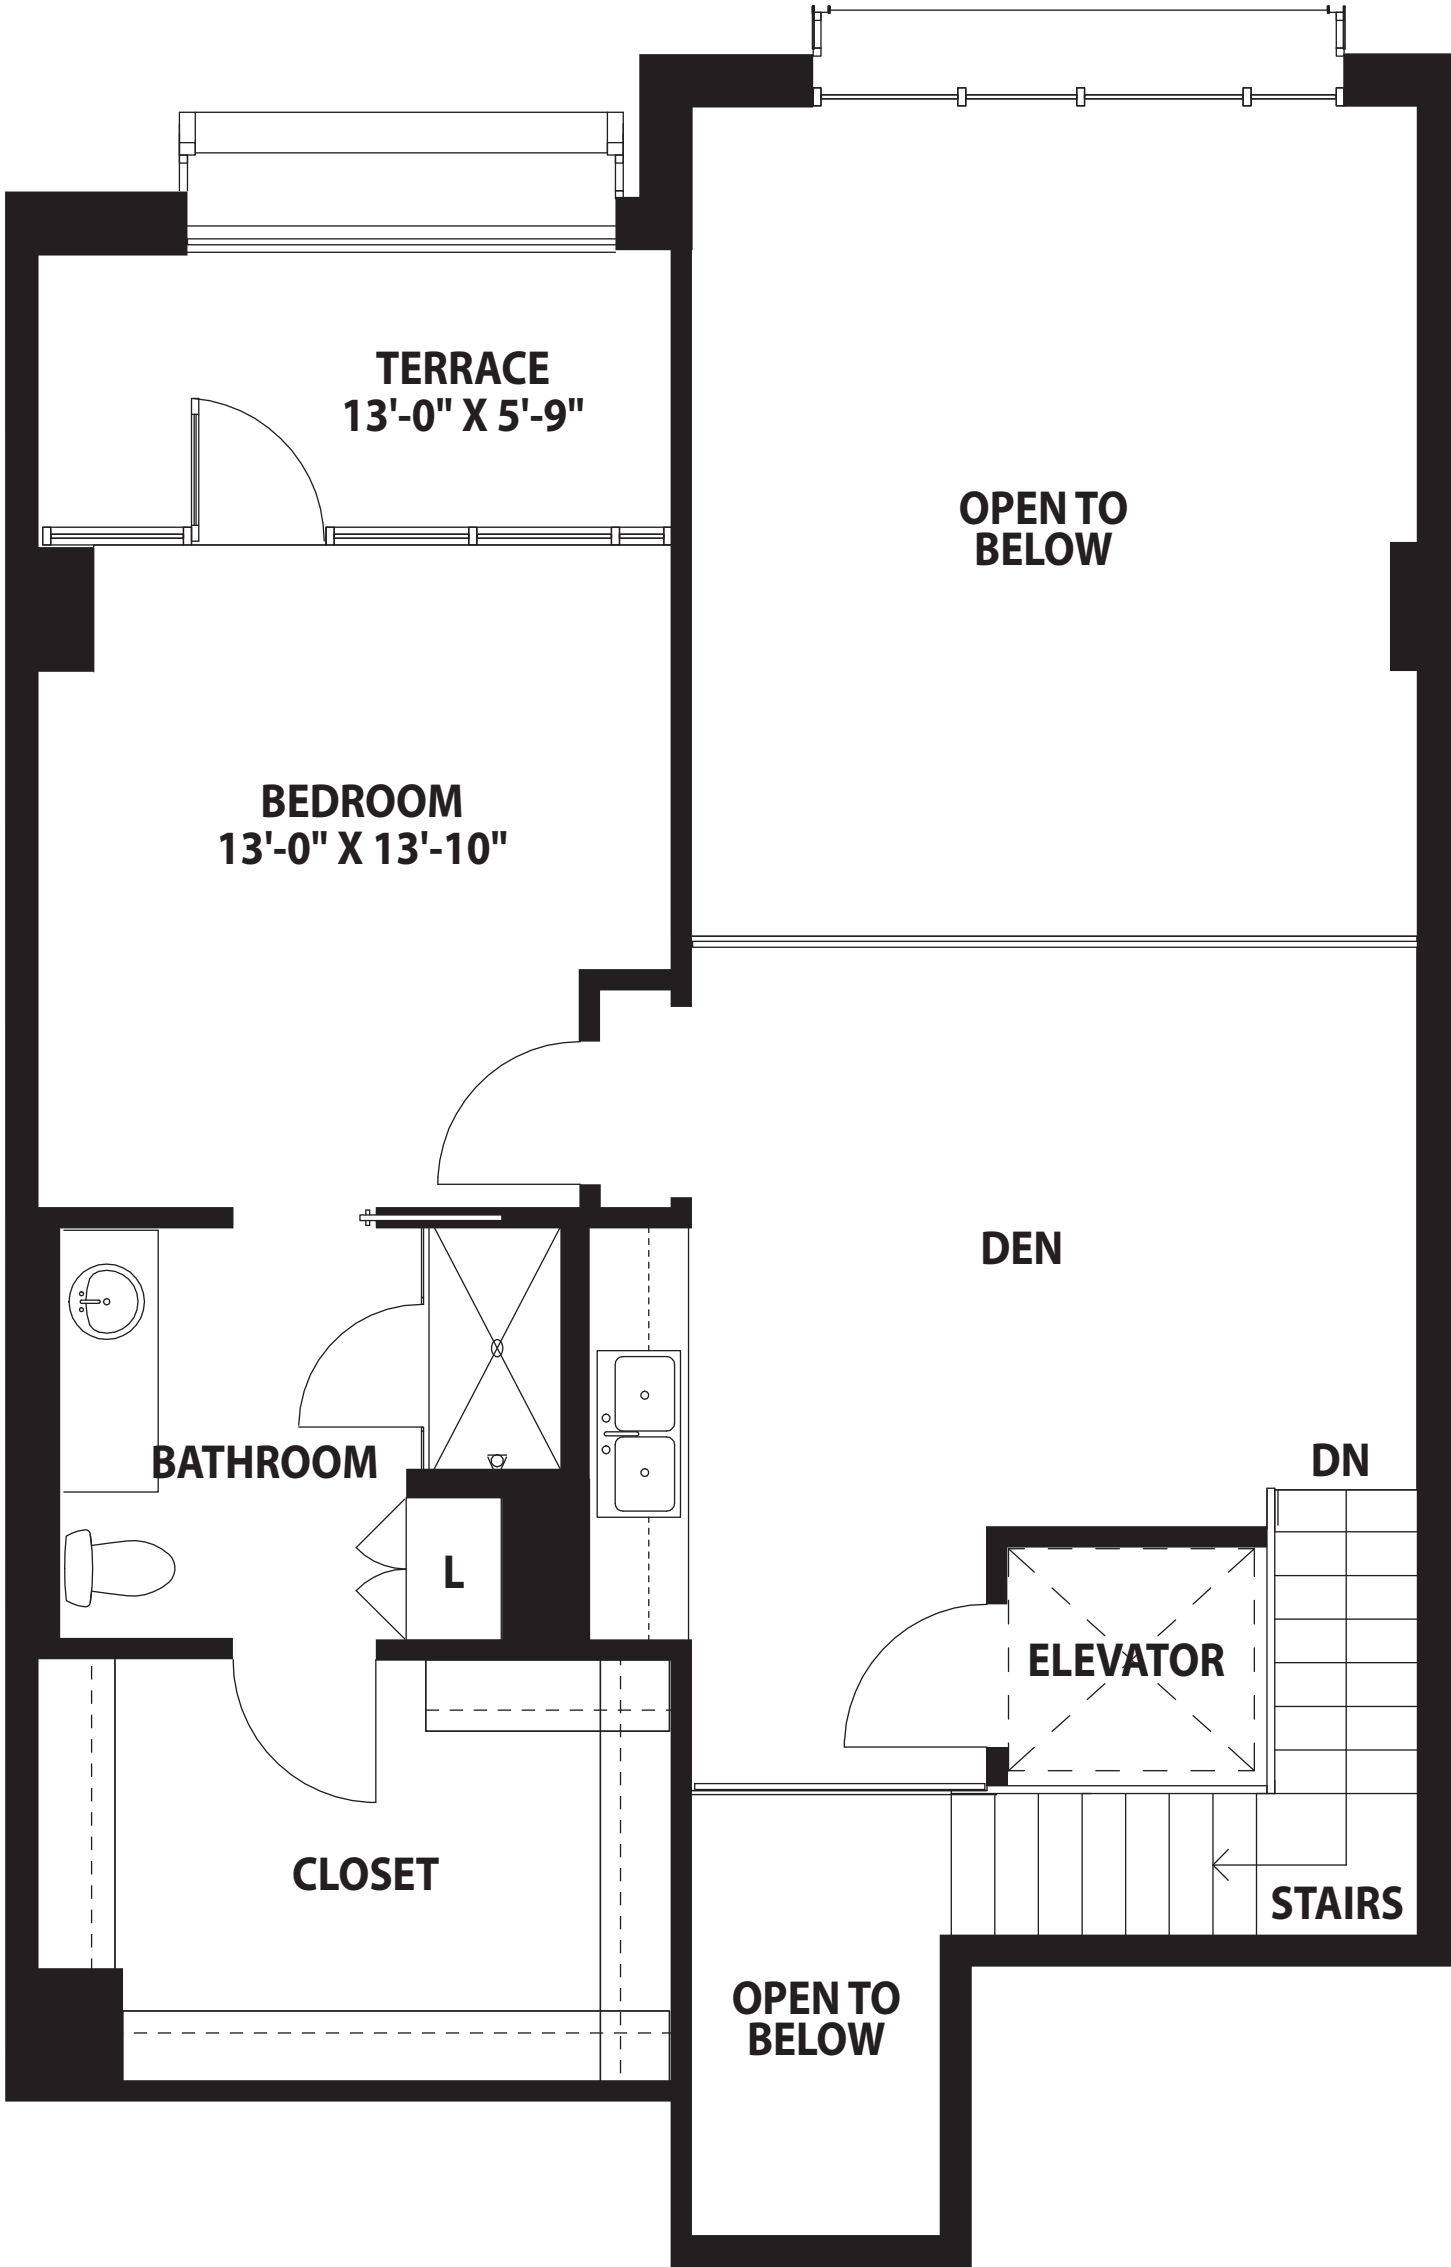 TERRACE
13'-0" X 5'-9"
OPEN TO
BELOW
BEDROOM
13'-0" X 13'-10"
DEN
BATHROOM
DN
L
ELEVATOR
CLOSET
STAIRS
OPEN TO
BELOW